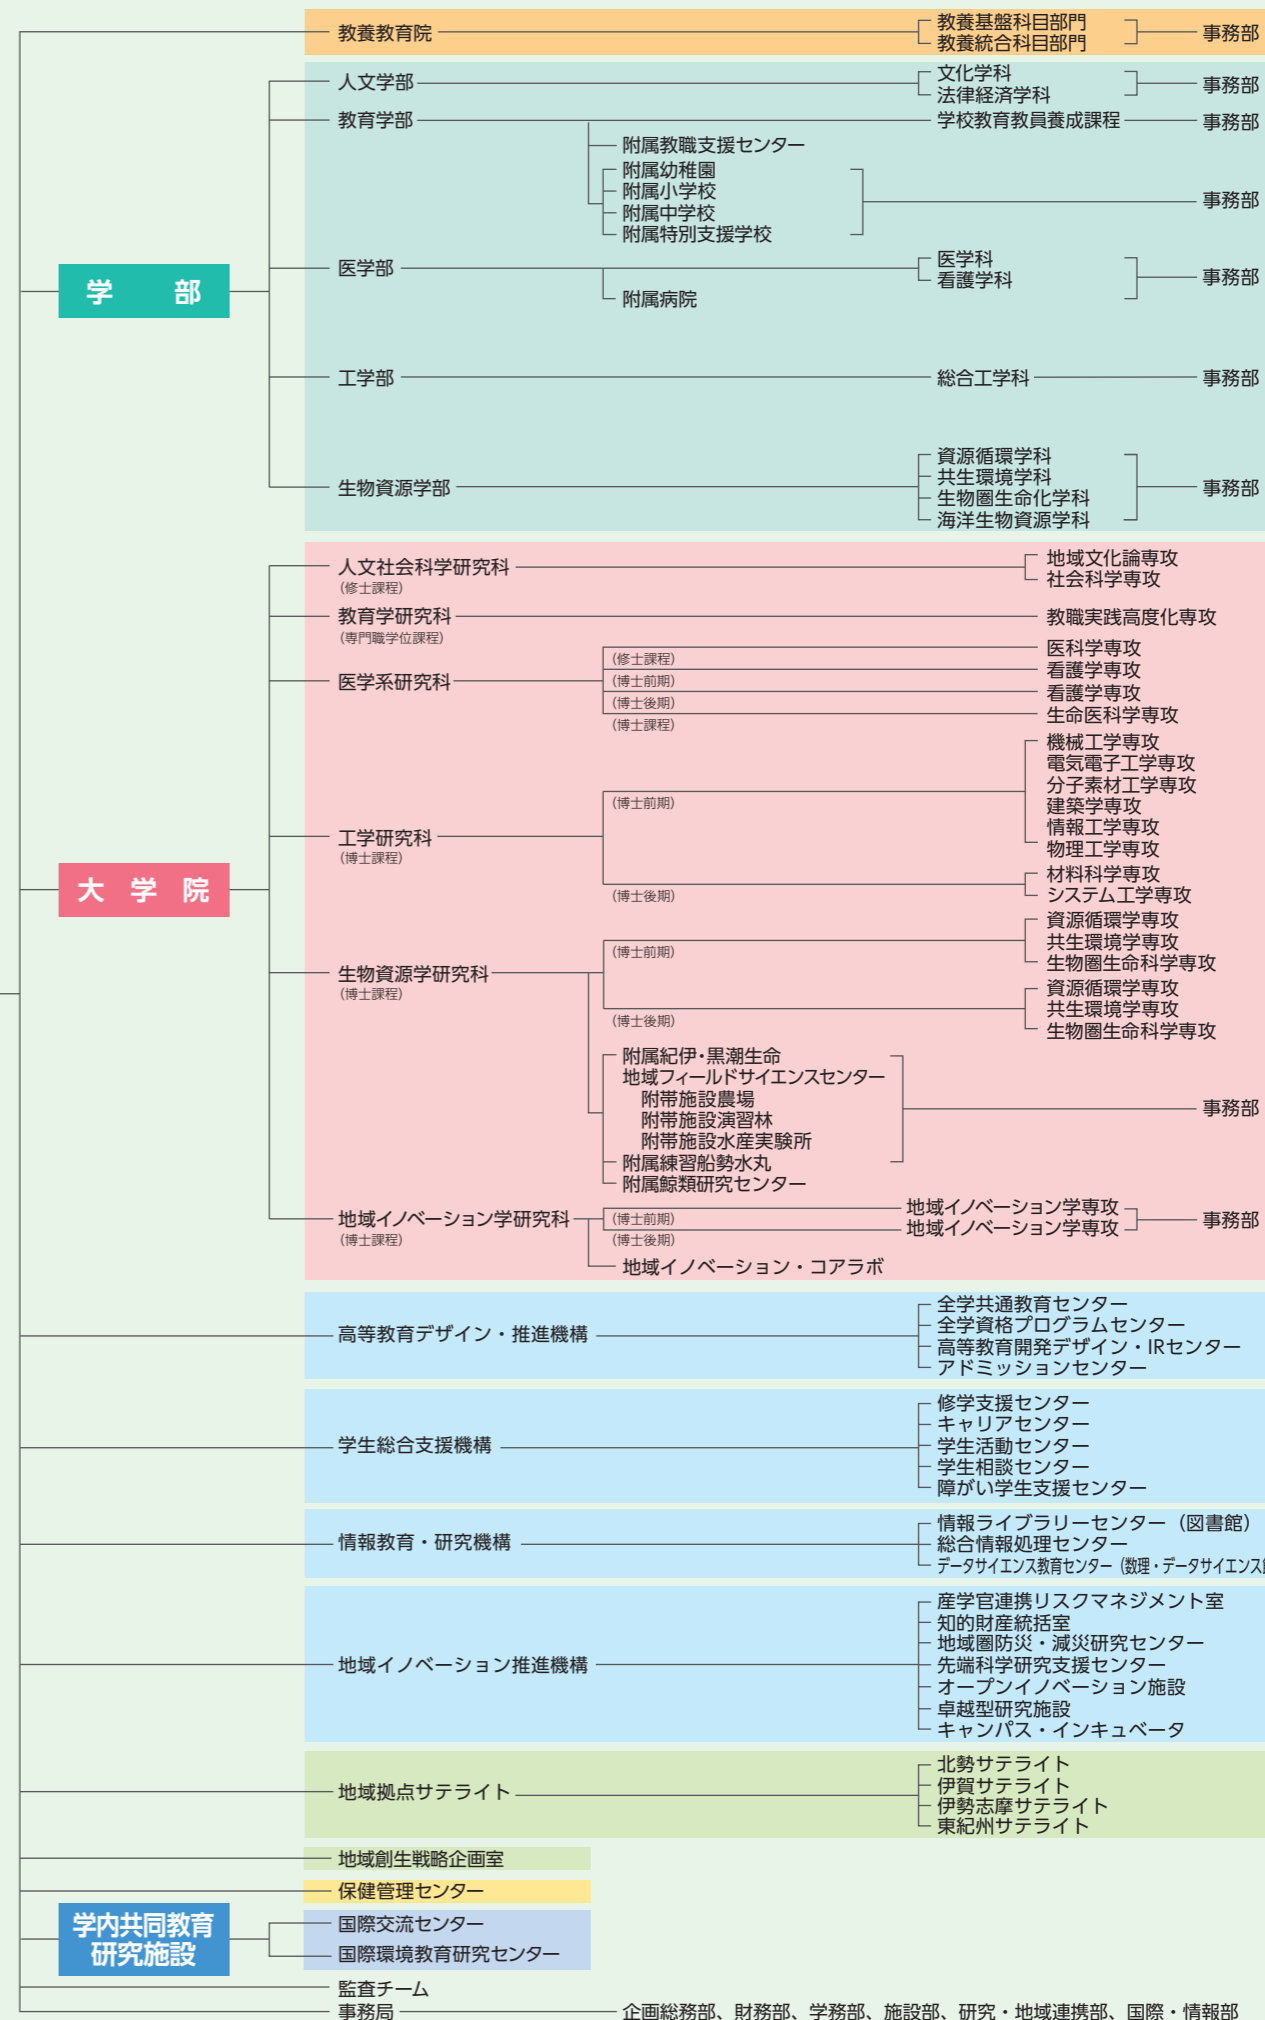 教養教育院
教養基盤科目部門
教養統合科目部門
事務部
学 部
人文学部
文化学科
法律経済学科
事務部
教育学部
学校教育教員養成課程
事務部
附属教職支援センター
附属幼稚園
附属小学校
附属中学校
附属特別支援学校
事務部
医学部
医学科
看護学科
附属病院
事務部
工学部
総合工学科
事務部
生物資源学部
資源循環学科
共生環境学科
生物圏生命化学科
海洋生物資源学科
事務部
大 学 院
人文社会科学研究科
(修士課程)
地域文化論専攻
社会科学専攻
教育学研究科
(専門職学位課程)
教職実践高度化専攻
医学系研究科
(修士課程)
医科学専攻
(博士前期)
看護学専攻
(博士後期)
看護学専攻
(博士課程)
生命医科学専攻
工学研究科
(博士課程)
(博士前期)
機械工学専攻
電気電子工学専攻
分子素材工学専攻
建築学専攻
情報工学専攻
物理工学専攻
(博士後期)
材料科学専攻
システム工学専攻
生物資源学研究科
(博士課程)
(博士前期)
資源循環学専攻
共生環境学専攻
生物圏生命科学専攻
(博士後期)
資源循環学専攻
共生環境学専攻
生物圏生命科学専攻
附属紀伊・黒潮生命
地域フィールドサイエンスセンター
附帯施設農場
附帯施設演習林
附帯施設水産実験所
附属練習船勢水丸
附属鯨類研究センター
事務部
地域イノベーション学研究科
(博士課程)
(博士前期)
地域イノベーション学専攻
(博士後期)
地域イノベーション学専攻
事務部
地域イノベーション・コアラボ
高等教育デザイン・推進機構
全学共通教育センター
全学資格プログラムセンター
高等教育開発デザイン・IRセンター
アドミッションセンター
学生総合支援機構
修学支援センター
キャリアセンター
学生活動センター
学生相談センター
障がい学生支援センター
情報教育・研究機構
情報ライブラリーセンター（図書館）
総合情報処理センター
データサイエンス教育センター（数理・データサイエンス
地域イノベーション推進機構
産学官連携リスクマネジメント室
知的財産統括室
地域圏防災・減災研究センター
先端科学研究支援センター
オープンイノベーション施設
卓越型研究施設
キャンパス・インキュベータ
地域拠点サテライト
北勢サテライト
伊賀サテライト
伊勢志摩サテライト
東紀州サテライト
地域創生戦略企画室
保健管理センター
学内共同教育
研究施設
国際交流センター
国際環境教育研究センター
監査チーム
事務局
企画総務部、財務部、学務部、施設部、研究・地域連携部、国際・情報部